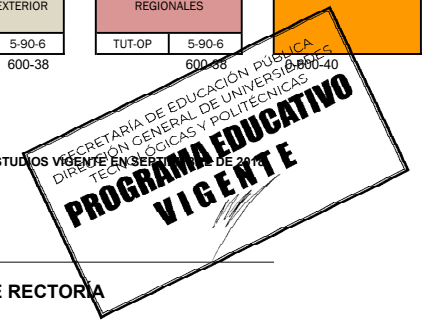 EXTERIOR
REGIONALES
5-90-6
TUT-OP
5-90-6
600-38
600-38
0-600-40
SECRETARÍA DE EDUCACIÓN PÚBLICA
DIRECCIÓN GENERAL DE UNIVERSIDADES
TECNOLÓGICAS Y POLITÉCNICAS
STUDIOS VIGENTE EN SEPTIEMBRE DE 2018
PROGRAMA EDUCATIVO
VIGENTE
E RECTORÍA